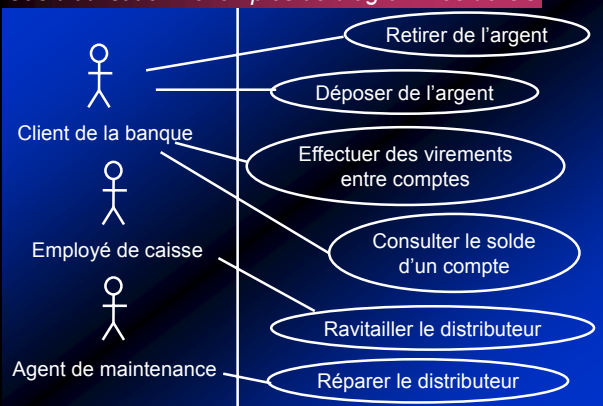 Retirer de l'argent
Déposer de l'argent
Client de la banque
Effectuer des virements
entre comptes
Employé de caisse
Consulter le solde
d'un compte
Ravitailler le distributeur
Agent de maintenance
Réparer le distributeur